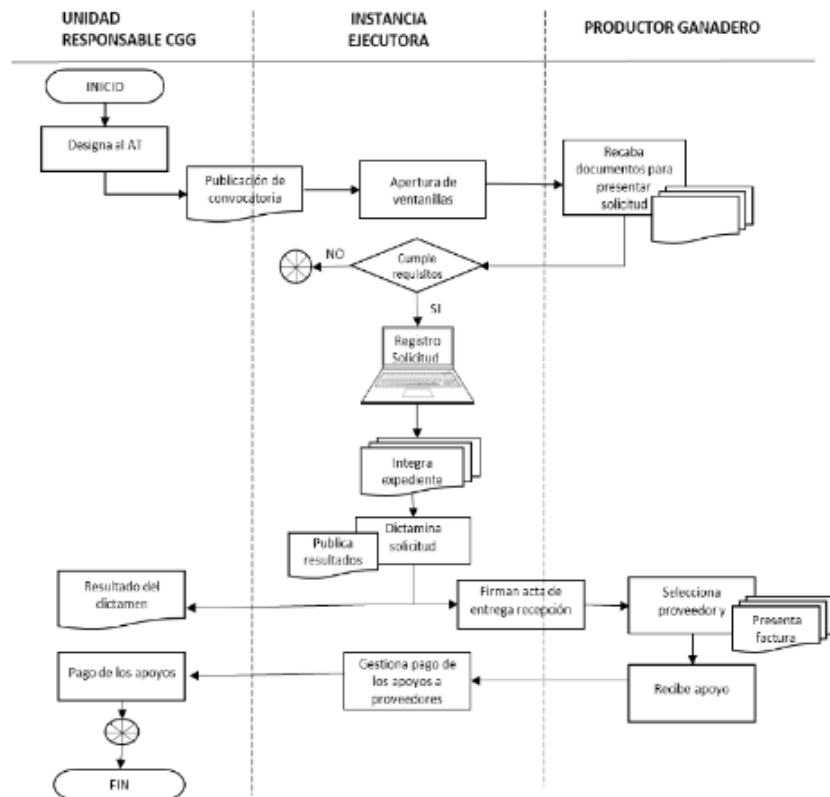 UNIDAD
RESPONSABLE CGG
INSTANCIA
EJECUTORA
PRODUCTOR GANADERO
INICIO
Designa al AT
Publicación de
convocatoria
Apertura de
ventanillas
Recaba
documentos para
presentar
solicitud
NO
Cumple
requisitos
SI
Registro
Solicitud
Integra
expediente
Dictamina
solicitud
Publica
resultados
Resultado del
dictamen
Firman acta de
entrega recepción
Selecciona
proveedor y
Presenta
factura
Pago de los apoyos
Gestiona pago de
los apoyos a
proveedores
Recibe apoyo
FIN